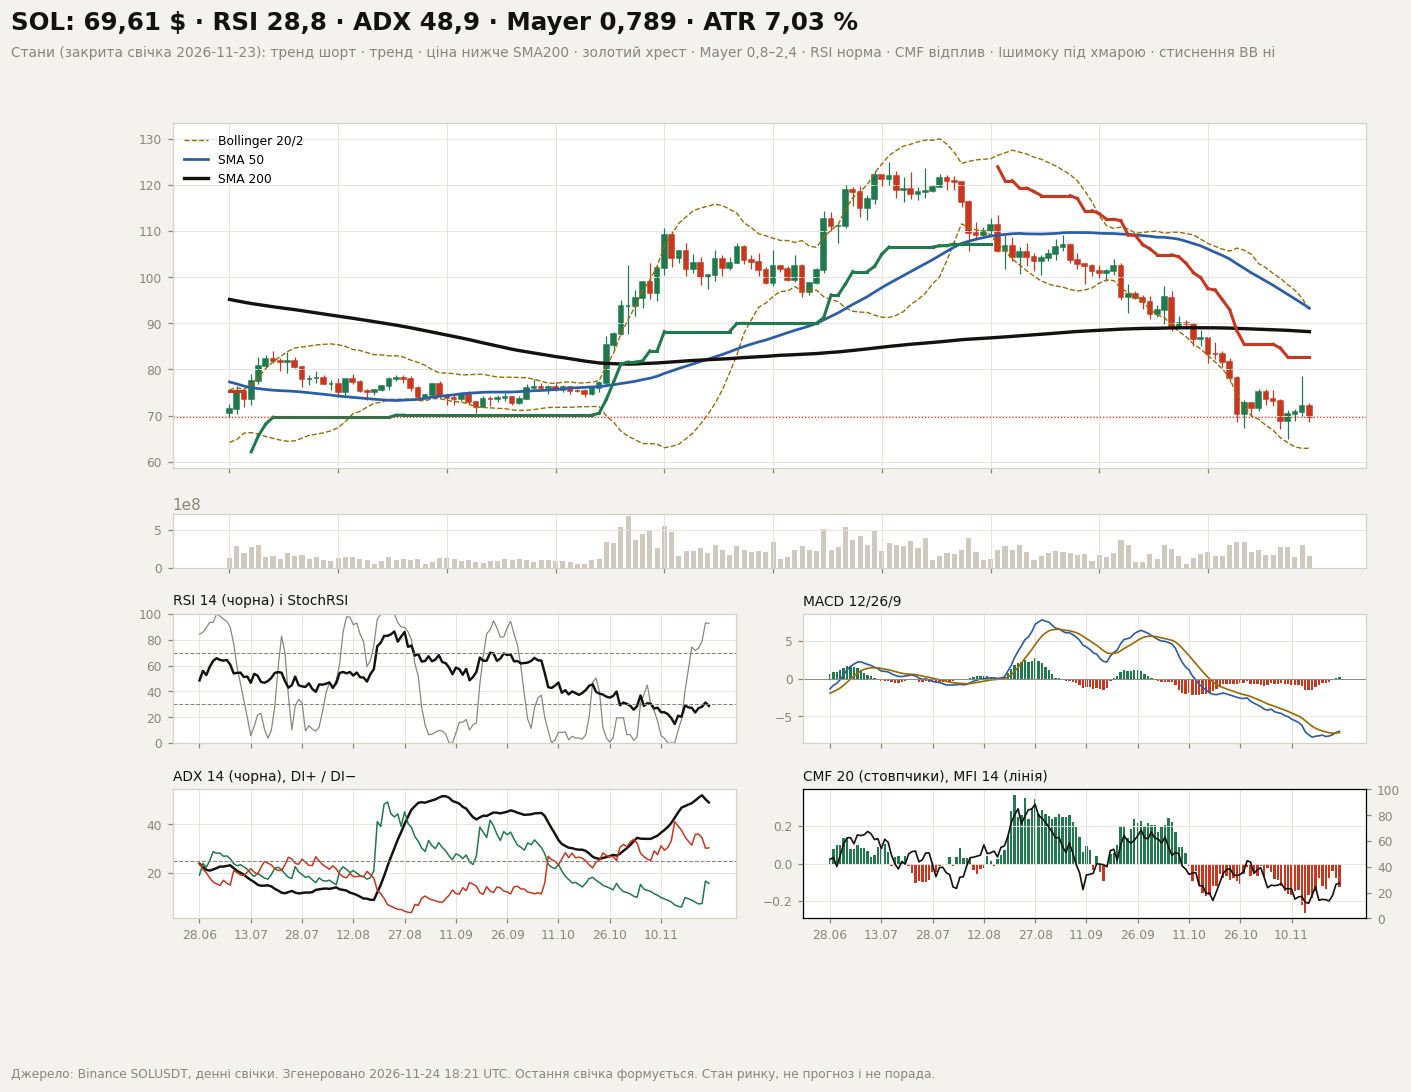 SOL: 69,61 $ · RSI 28,8 · ADX 48,9 · Mayer 0,789 · ATR 7,03 %
Стани (закрита свічка 2026-11-23): тренд шорт · тренд · ціна нижче SMA200 · золотий хрест · Mayer 0,8–2,4 · RSI норма · CMF відплив · Ішимоку під хмарою · стиснення BB ні
Bollinger 20/2
SMA 50
SMA 200
130
120
110
100
90
80
70
60
1e8
5
0
RSI 14 (чорна) і StochRSI
100
80
60
40
20
0
MACD 12/26/9
5
0
−5
ADX 14 (чорна), DI+ / DI−
40
20
28.06 13.07 28.07 12.08 27.08 11.09 26.09 11.10 26.10 10.11
CMF 20 (стовпчики), MFI 14 (лінія)
0.2
0.0
−0.2
100
80
60
40
20
0
28.06 13.07 28.07 12.08 27.08 11.09 26.09 11.10 26.10 10.11
Джерело: Binance SOLUSDT, денні свічки. Згенеровано 2026-11-24 18:21 UTC. Остання свічка формується. Стан ринку, не прогноз і не порада.